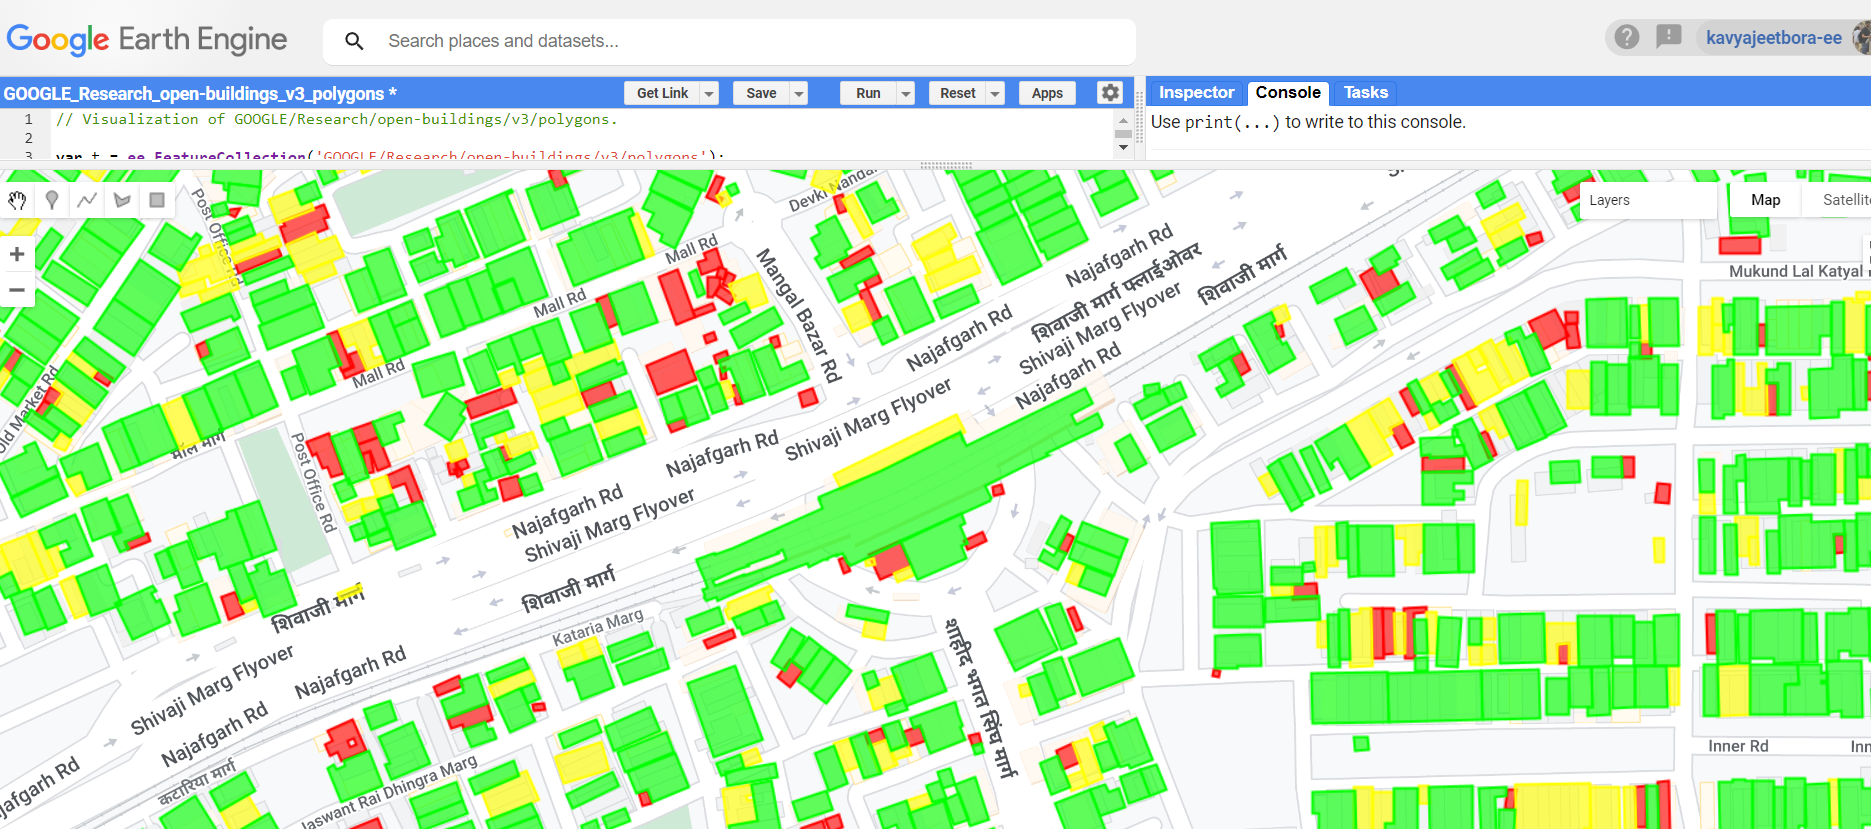 Google Earth Engine
Search places and datasets...
kavyajeetbora-ee
GOOGLE_Research_open-buildings_v3_polygons *
Get Link
Save
Run
Reset
Apps
Inspector
Console
Tasks
1 // Visualization of GOOGLE/Research/open-buildings/v3/polygons.
2
3 var t = ee.FeatureCollection('GOOGLE/Research/open-buildings/v3/polygons');
Use print(...) to write to this console.
Layers
Map
Satellite
Post Office Rd
Devki Nandan
Mall Rd
Mangal Bazar Rd
Najafgarh Rd
शिवाजी मार्ग फ्लाईओवर
Shivaji Marg Flyover
शिवाजी मार्ग
Mukund Lal Katyal
Mall Rd
Najafgarh Rd
Najafgarh Rd
Mall Rd
Old Market Rd
Shivaji Marg Flyover
Najafgarh Rd
Post Office Rd
Najafgarh Rd
Shivaji Marg Flyover
शिवाजी मार्ग
शिवाजी मार्ग
Kataria Marg
शहीद भगत सिंघ मार्ग
Najafgarh Rd
Shivaji Marg Flyover
Najafgarh Rd
कटारिया मार्ग
Jaswant Rai Dhingra Marg
Najafgarh Rd
Inner Rd
Inn